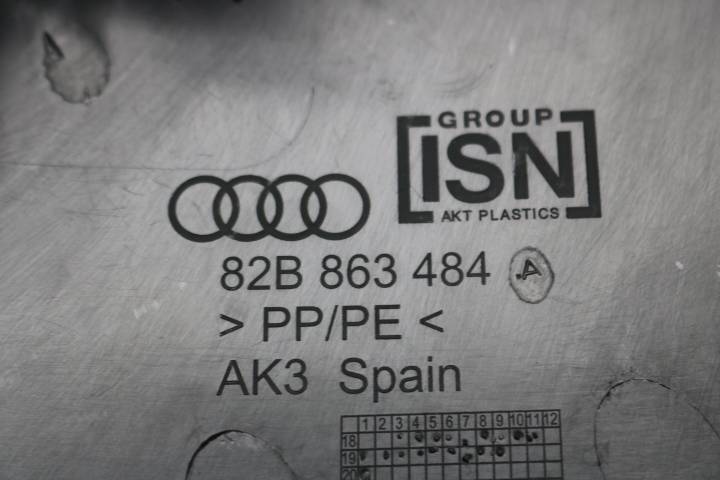 GROUP
ISN
AKT PLASTICS
82B 863 484 A
> PP/PE <
AK3 Spain
1 2 3 4 5 6 7 8 9 10 11 12
18
19
20